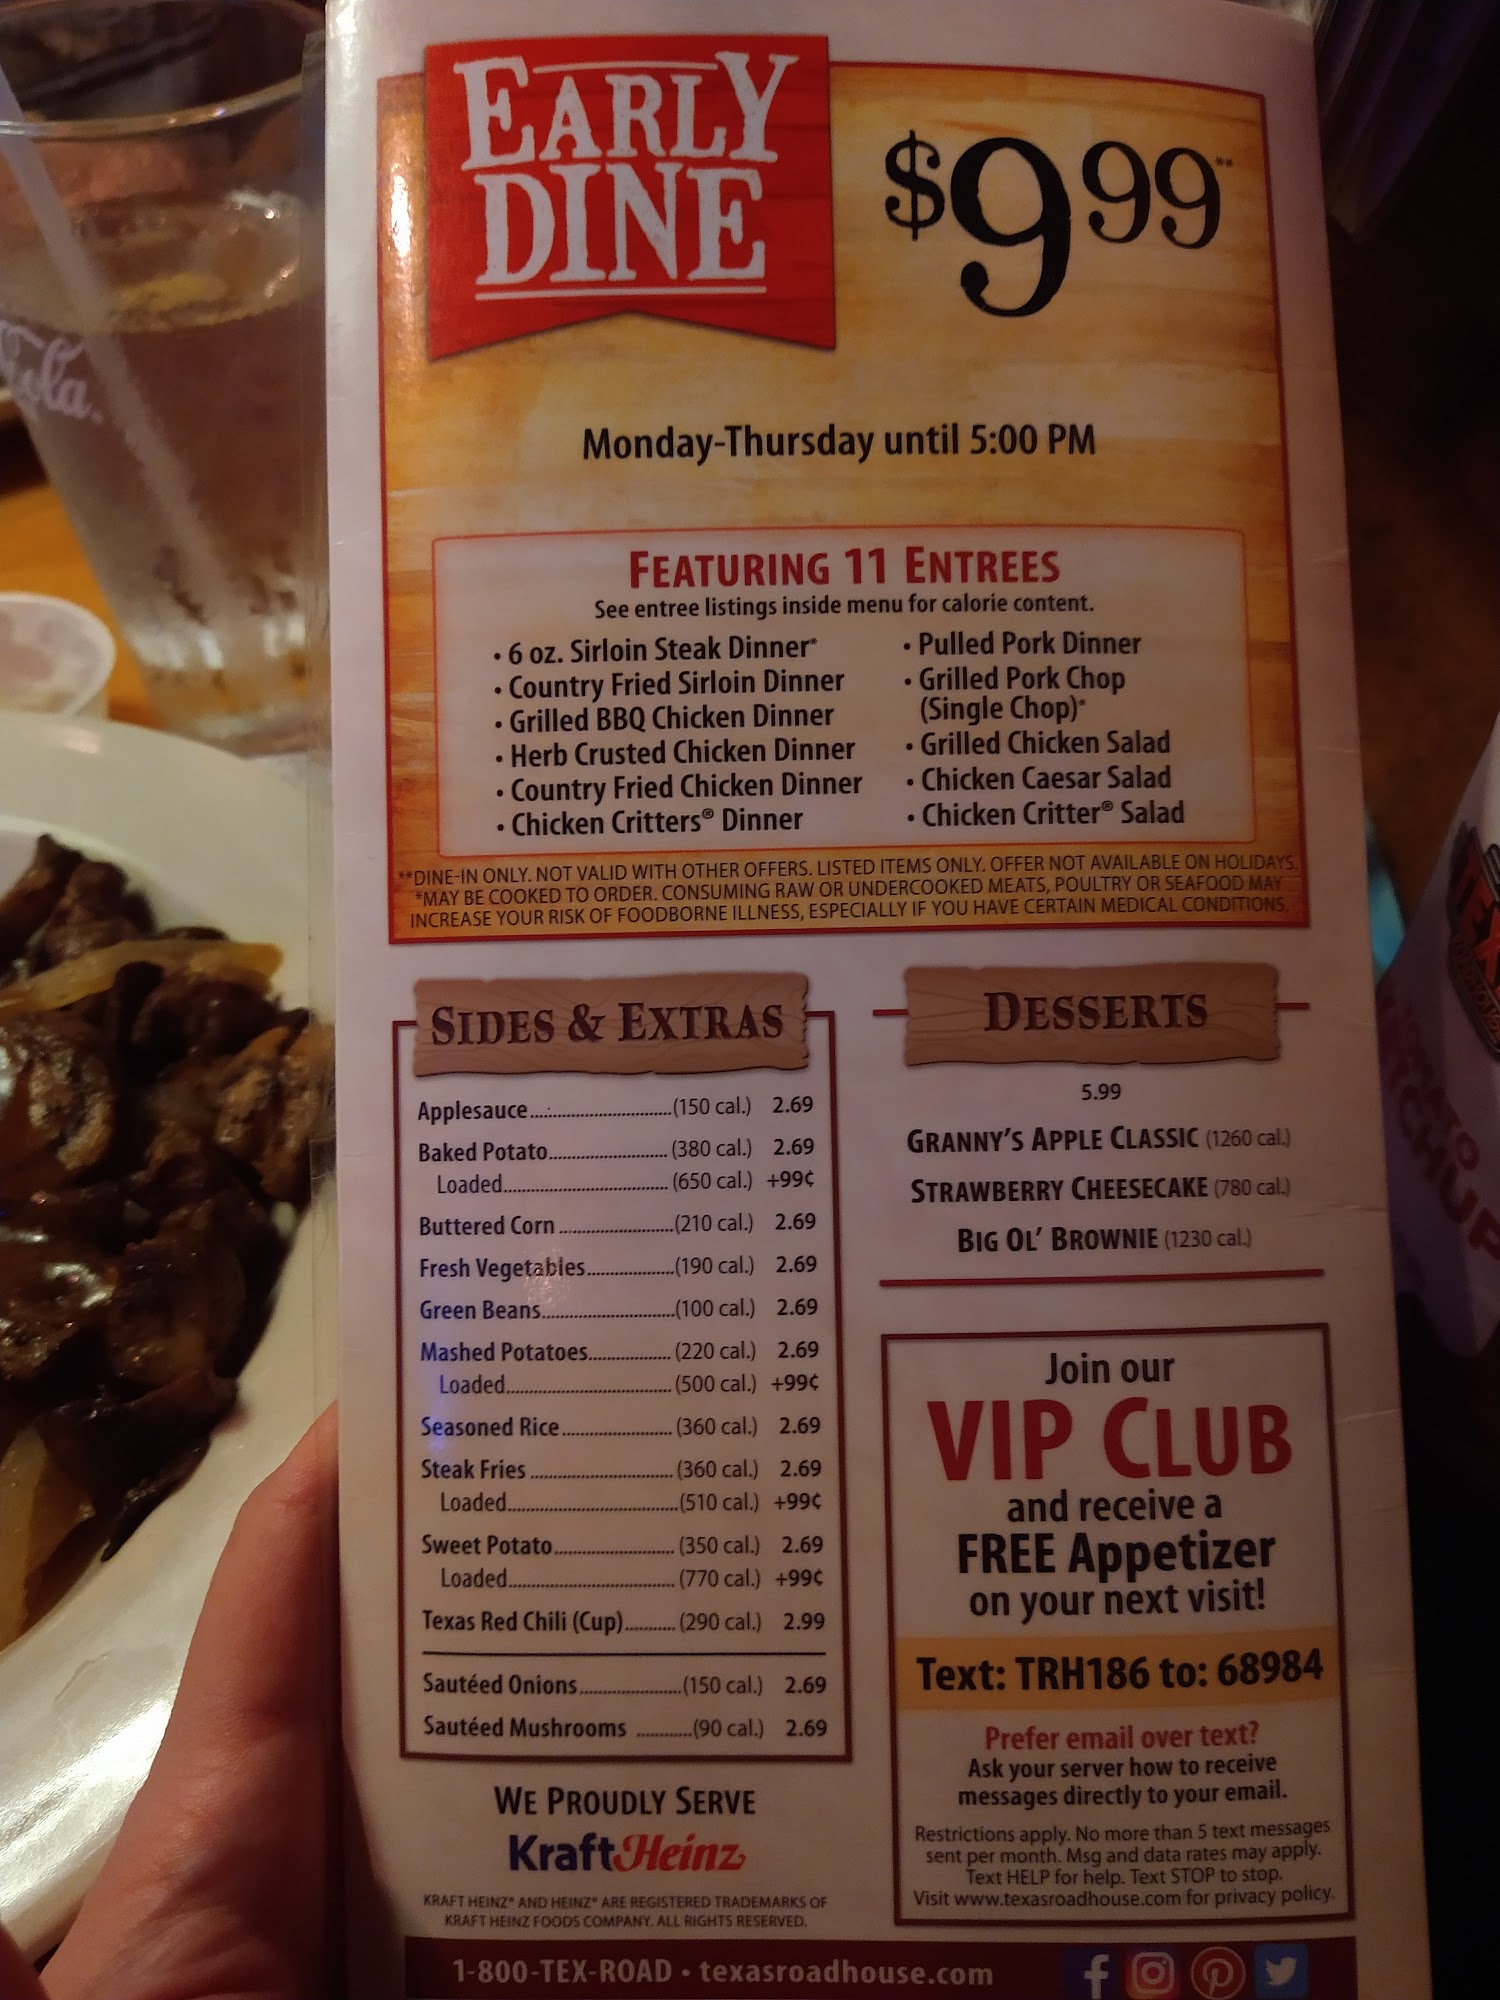 EARLY
DINE
$9.99**
Monday-Thursday until 5:00 PM
FEATURING 11 ENTREES
See entree listings inside menu for calorie content.
• 6 oz. Sirloin Steak Dinner*
• Country Fried Sirloin Dinner
• Grilled BBQ Chicken Dinner
• Herb Crusted Chicken Dinner
• Country Fried Chicken Dinner
• Chicken Critters® Dinner
• Pulled Pork Dinner
• Grilled Pork Chop
(Single Chop)*
• Grilled Chicken Salad
• Chicken Caesar Salad
• Chicken Critter® Salad
**DINE-IN ONLY. NOT VALID WITH OTHER OFFERS. LISTED ITEMS ONLY. OFFER NOT AVAILABLE ON HOLIDAYS.
*MAY BE COOKED TO ORDER. CONSUMING RAW OR UNDERCOOKED MEATS, POULTRY OR SEAFOOD MAY
INCREASE YOUR RISK OF FOODBORNE ILLNESS, ESPECIALLY IF YOU HAVE CERTAIN MEDICAL CONDITIONS.
SIDES & EXTRAS
Applesauce (150 cal.) 2.69
Baked Potato (380 cal.) 2.69
Loaded (650 cal.) +99¢
Buttered Corn (210 cal.) 2.69
Fresh Vegetables (190 cal.) 2.69
Green Beans (100 cal.) 2.69
Mashed Potatoes (220 cal.) 2.69
Loaded (500 cal.) +99¢
Seasoned Rice (360 cal.) 2.69
Steak Fries (360 cal.) 2.69
Loaded (510 cal.) +99¢
Sweet Potato (350 cal.) 2.69
Loaded (770 cal.) +99¢
Texas Red Chili (Cup) (290 cal.) 2.99
Sautéed Onions (150 cal.) 2.69
Sautéed Mushrooms (90 cal.) 2.69
WE PROUDLY SERVE
KraftHeinz
KRAFT HEINZ® AND HEINZ® ARE REGISTERED TRADEMARKS OF
KRAFT HEINZ FOODS COMPANY. ALL RIGHTS RESERVED.
DESSERTS
5.99
GRANNY'S APPLE CLASSIC (1260 cal.)
STRAWBERRY CHEESECAKE (780 cal.)
BIG OL' BROWNIE (1230 cal.)
Join our
VIP CLUB
and receive a
FREE Appetizer
on your next visit!
Text: TRH186 to: 68984
Prefer email over text?
Ask your server how to receive
messages directly to your email.
Restrictions apply. No more than 5 text messages
sent per month. Msg and data rates may apply.
Text HELP for help. Text STOP to stop.
Visit www.texasroadhouse.com for privacy policy.
1-800-TEX-ROAD • texasroadhouse.com
Cola